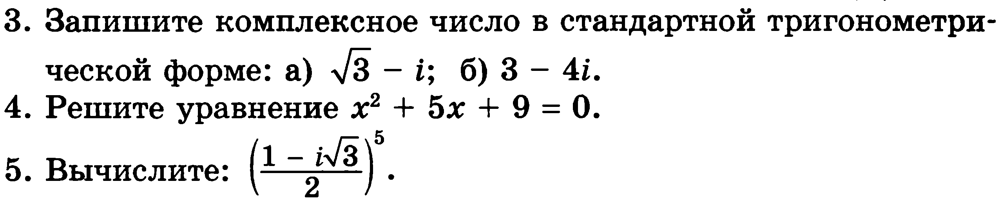 3. Запишите комплексное число в стандартной тригонометри-
ческой форме: а) √3 − i; б) 3 − 4i.
4. Решите уравнение x² + 5x + 9 = 0.
5. Вычислите: ((1 − i√3)/2)⁵.